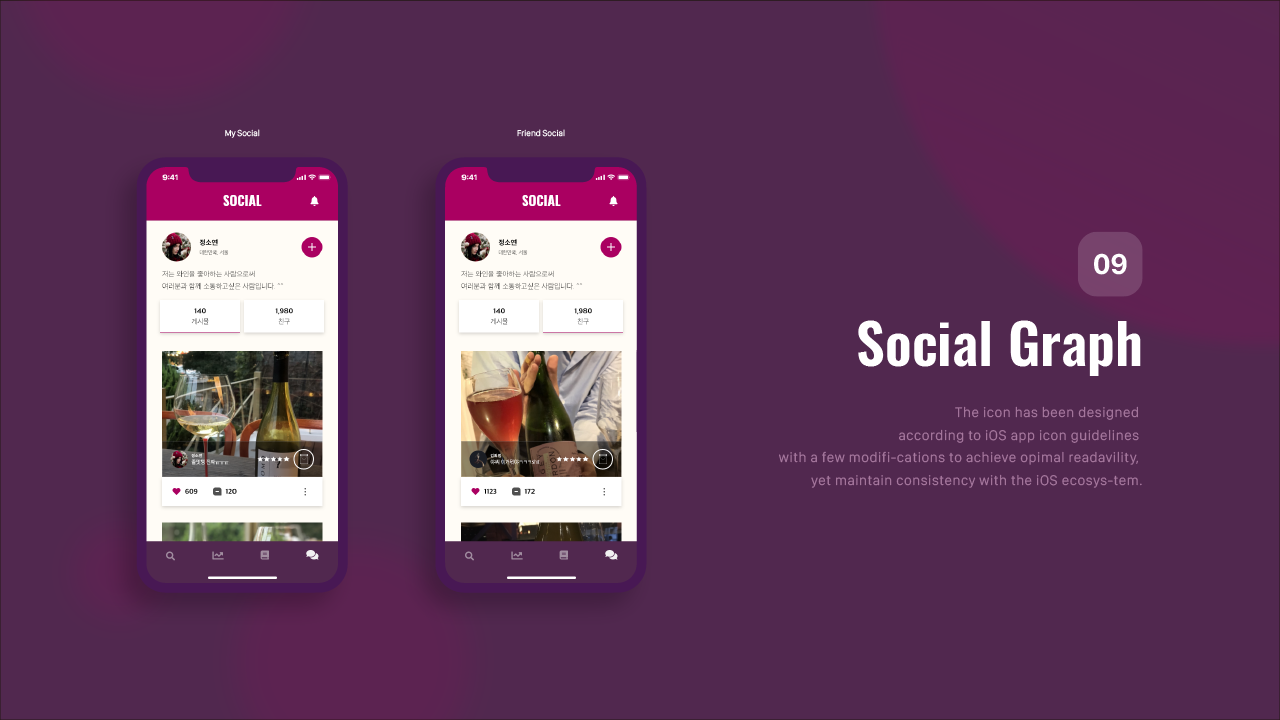 My Social
9:41
SOCIAL
정소연
대한민국, 서울
저는 와인을 좋아하는 사람으로써
여러분과 함께 소통하고싶은 사람입니다. ^^
140
게시물
1,980
친구
정소연
609
120
Friend Social
9:41
SOCIAL
정소연
대한민국, 서울
저는 와인을 좋아하는 사람으로써
여러분과 함께 소통하고싶은 사람입니다. ^^
140
게시물
1,980
친구
1123
172
09
Social Graph
The icon has been designed
according to iOS app icon guidelines
with a few modifi-cations to achieve opimal readavility,
yet maintain consistency with the iOS ecosys-tem.